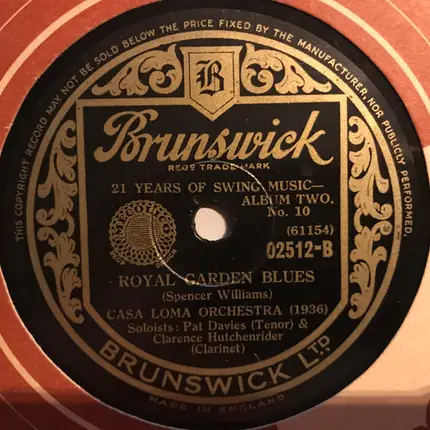 THIS COPYRIGHT RECORD MAY NOT BE SOLD BELOW THE PRICE FIXED BY THE MANUFACTURER, NOR PUBLICLY PERFORMED.
B
Brunswick
REGD TRADE MARK
21 YEARS OF SWING MUSIC—
ALBUM TWO.
No. 10
(61154)
02512-B
ROYAL GARDEN BLUES
(Spencer Williams)
CASA LOMA ORCHESTRA (1936)
Soloists: Pat Davies (Tenor) &
Clarence Hutchenrider
(Clarinet)
BRUNSWICK LTD.
MADE IN ENGLAND